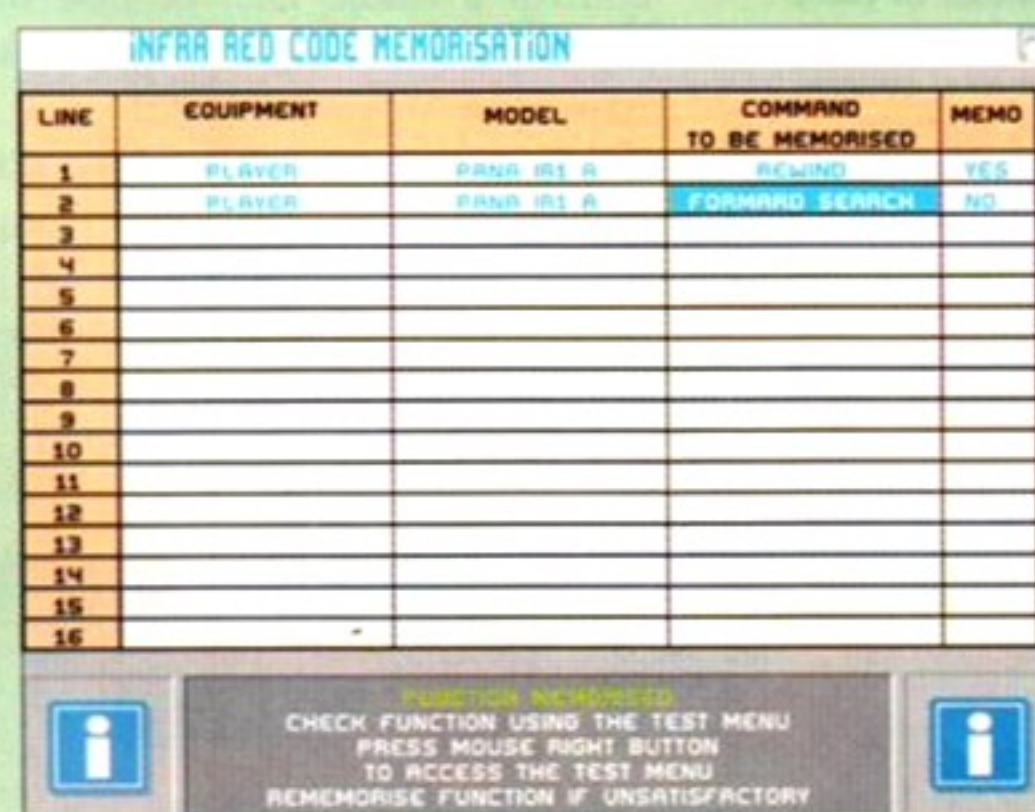 INFRA RED CODE MEMORISATION
LINE EQUIPMENT MODEL COMMAND TO BE MEMORISED MEMO
1 PLAYER PANA IR1 A REWIND YES
2 PLAYER PANA IR1 A FORMARD SEARCH NO
3
4
5
6
7
8
9
10
11
12
13
14
15
16
FUNCTION MEMORISED
CHECK FUNCTION USING THE TEST MENU
PRESS MOUSE RIGHT BUTTON
TO ACCESS THE TEST MENU
REMEMORISE FUNCTION IF UNSATISFACTORY